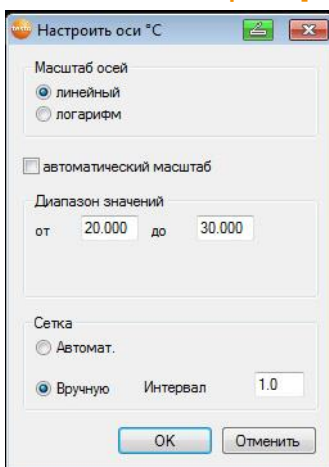 Настроить оси °C
Масштаб осей
линейный
логарифм
автоматический масштаб
Диапазон значений
от 20.000 до 30.000
Сетка
Автомат.
Вручную Интервал 1.0
OK Отменить